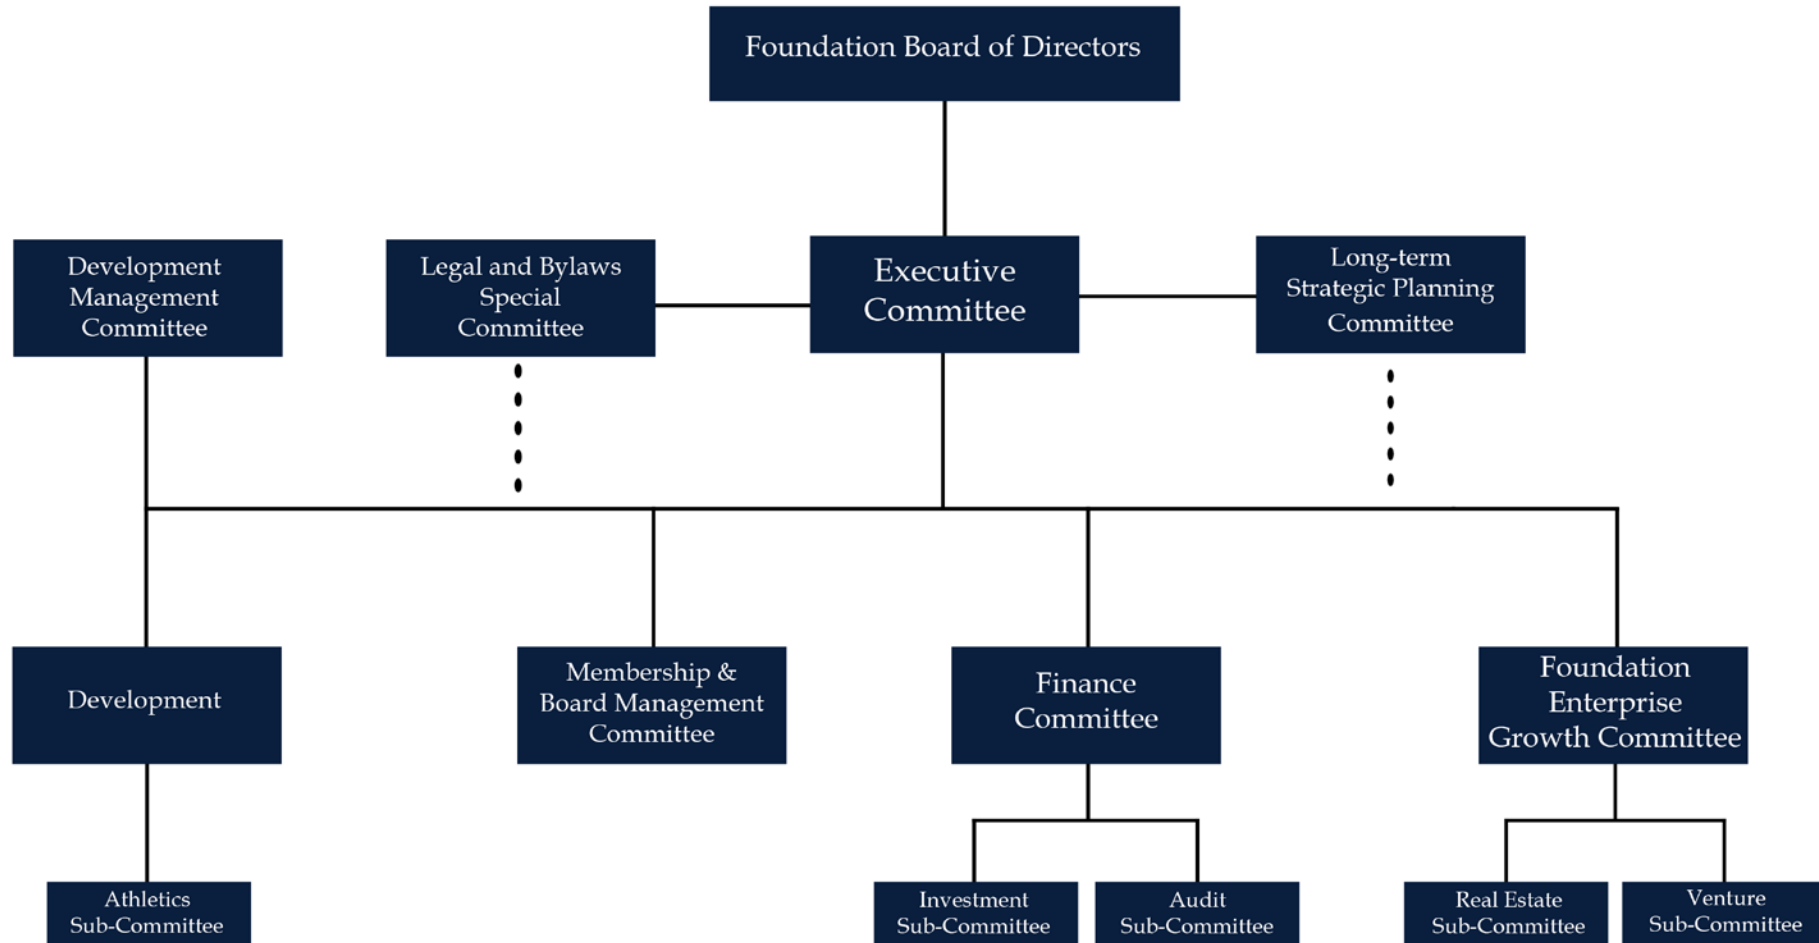 Foundation Board of Directors
Development
Management
Committee
Legal and Bylaws
Special
Committee
Executive
Committee
Long-term
Strategic Planning
Committee
Development
Membership &
Board Management
Committee
Finance
Committee
Foundation
Enterprise
Growth Committee
Athletics
Sub-Committee
Investment
Sub-Committee
Audit
Sub-Committee
Real Estate
Sub-Committee
Venture
Sub-Committee